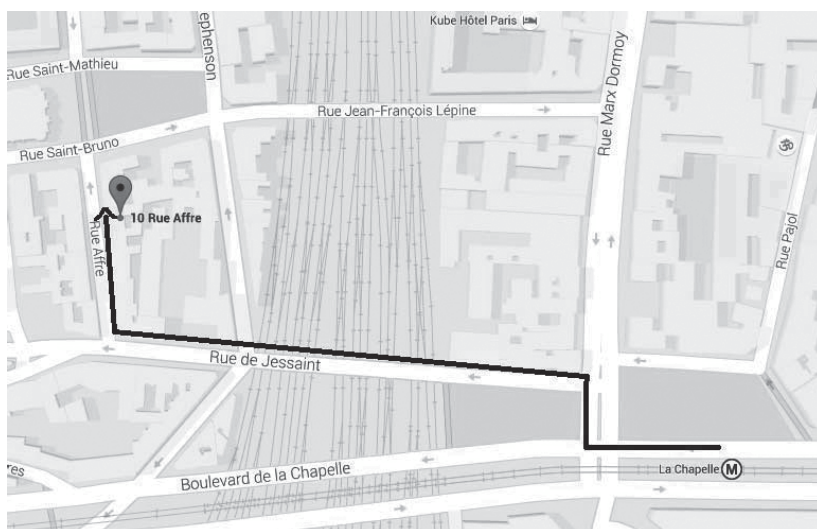 Kube Hôtel Paris
ephenson
Rue Saint-Mathieu
Rue Marx Dormoy
Rue Jean-François Lépine
Rue Saint-Bruno
10 Rue Affre
Rue Affre
Rue Pajol
Rue de Jessaint
Boulevard de la Chapelle
La Chapelle M
res